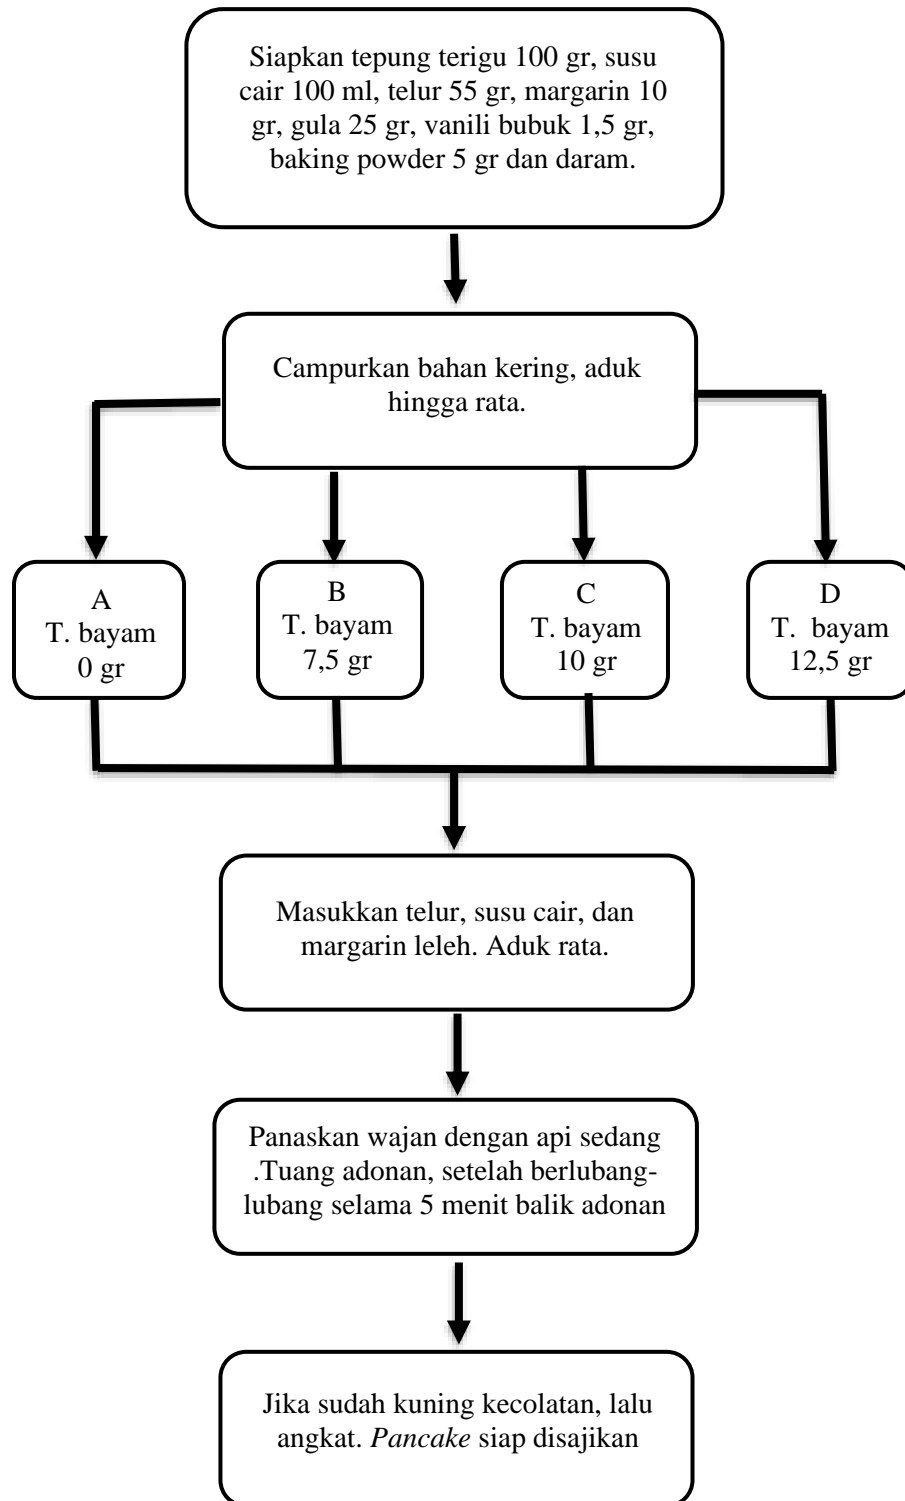 Siapkan tepung terigu 100 gr, susu
cair 100 ml, telur 55 gr, margarin 10
gr, gula 25 gr, vanili bubuk 1,5 gr,
baking powder 5 gr dan daram.
Campurkan bahan kering, aduk
hingga rata.
A
T. bayam
0 gr
B
T. bayam
7,5 gr
C
T. bayam
10 gr
D
T. bayam
12,5 gr
Masukkan telur, susu cair, dan
margarin leleh. Aduk rata.
Panaskan wajan dengan api sedang
.Tuang adonan, setelah berlubang-
lubang selama 5 menit balik adonan
Jika sudah kuning kecolatan, lalu
angkat. Pancake siap disajikan